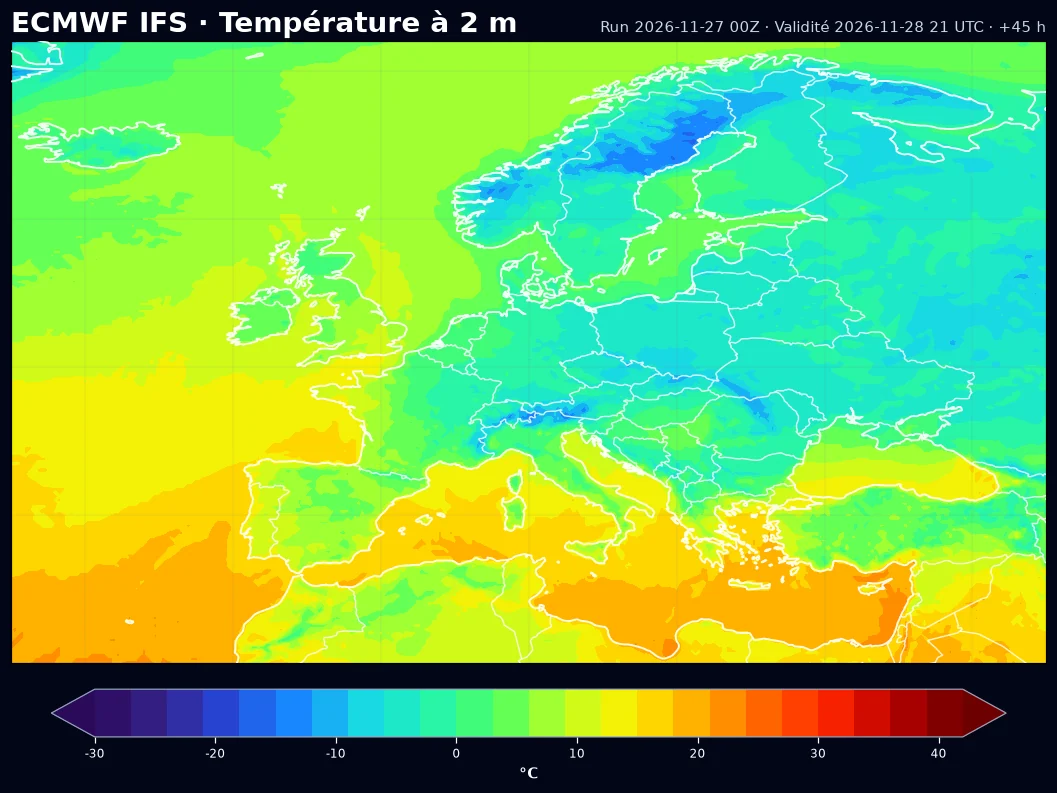 ECMWF IFS · Température à 2 m
Run 2026-11-27 00Z · Validité 2026-11-28 21 UTC · +45 h
-30 -20 -10 0 10 20 30 40
°C